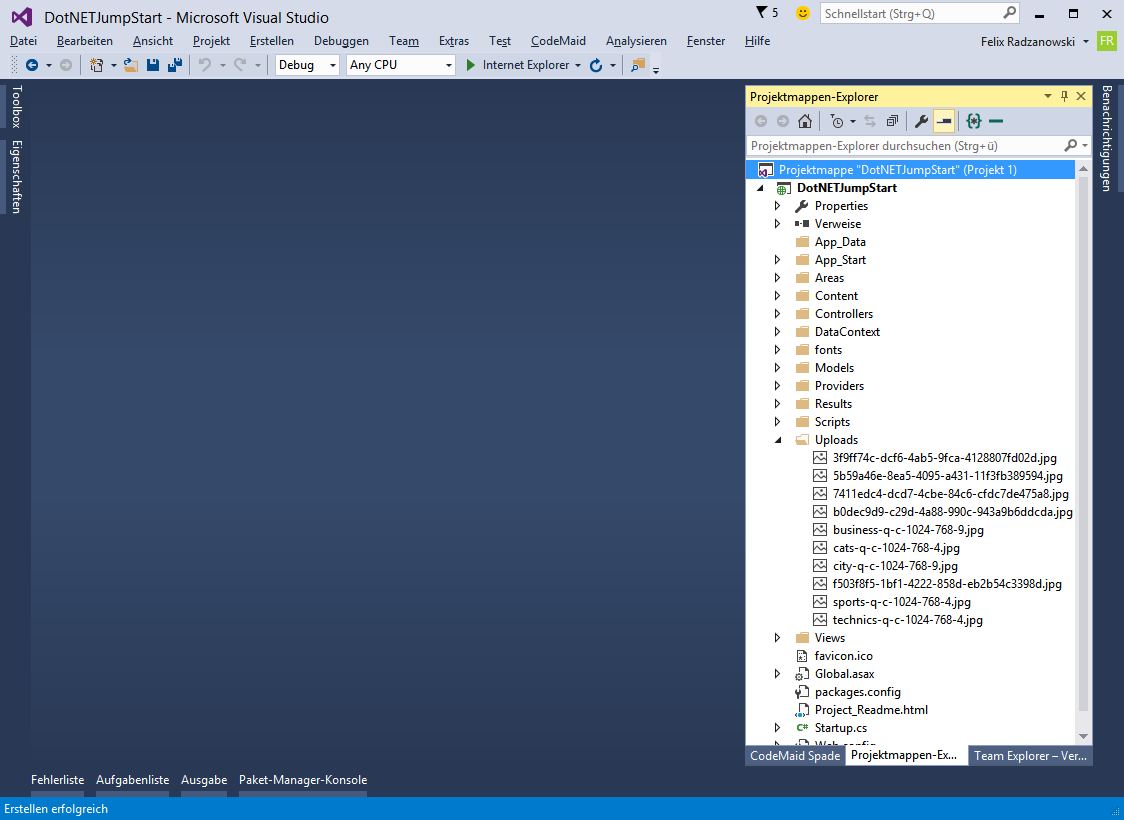 DotNETJumpStart - Microsoft Visual Studio
5
Schnellstart (Strg+Q)
Datei Bearbeiten Ansicht Projekt Erstellen Debuggen Team Extras Test CodeMaid Analysieren Fenster Hilfe
Felix Radzanowski FR
Debug Any CPU Internet Explorer
Toolbox
Eigenschaften
Projektmappen-Explorer
Projektmappen-Explorer durchsuchen (Strg+ü)
Projektmappe "DotNETJumpStart" (Projekt 1)
DotNETJumpStart
Properties
Verweise
App_Data
App_Start
Areas
Content
Controllers
DataContext
fonts
Models
Providers
Results
Scripts
Uploads
3f9ff74c-dcf6-4ab5-9fca-4128807fd02d.jpg
5b59a46e-8ea5-4095-a431-11f3fb389594.jpg
7411edc4-dcd7-4cbe-84c6-cfdc7de475a8.jpg
b0dec9d9-c29d-4a88-990c-943a9b6ddcda.jpg
business-q-c-1024-768-9.jpg
cats-q-c-1024-768-4.jpg
city-q-c-1024-768-9.jpg
f503f8f5-1bf1-4222-858d-eb2b54c3398d.jpg
sports-q-c-1024-768-4.jpg
technics-q-c-1024-768-4.jpg
Views
favicon.ico
Global.asax
packages.config
Project_Readme.html
C# Startup.cs
Web.config
CodeMaid Spade Projektmappen-Ex... Team Explorer – Ver...
Benachrichtigungen
Fehlerliste Aufgabenliste Ausgabe Paket-Manager-Konsole
Erstellen erfolgreich